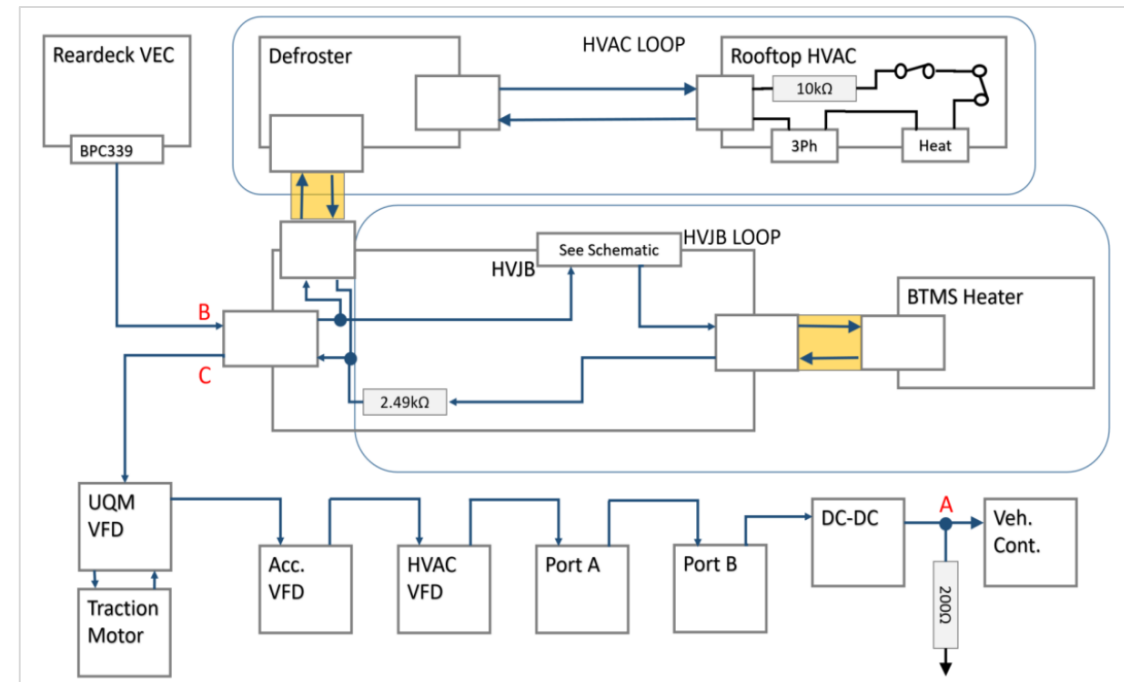 Reardeck VEC
BPC339
Defroster
HVAC LOOP
Rooftop HVAC
10kΩ
3Ph
Heat
See Schematic
HVJB LOOP
HVJB
BTMS Heater
B
C
2.49kΩ
UQM
VFD
Traction
Motor
Acc.
VFD
HVAC
VFD
Port A
Port B
DC-DC
A
Veh.
Cont.
200Ω